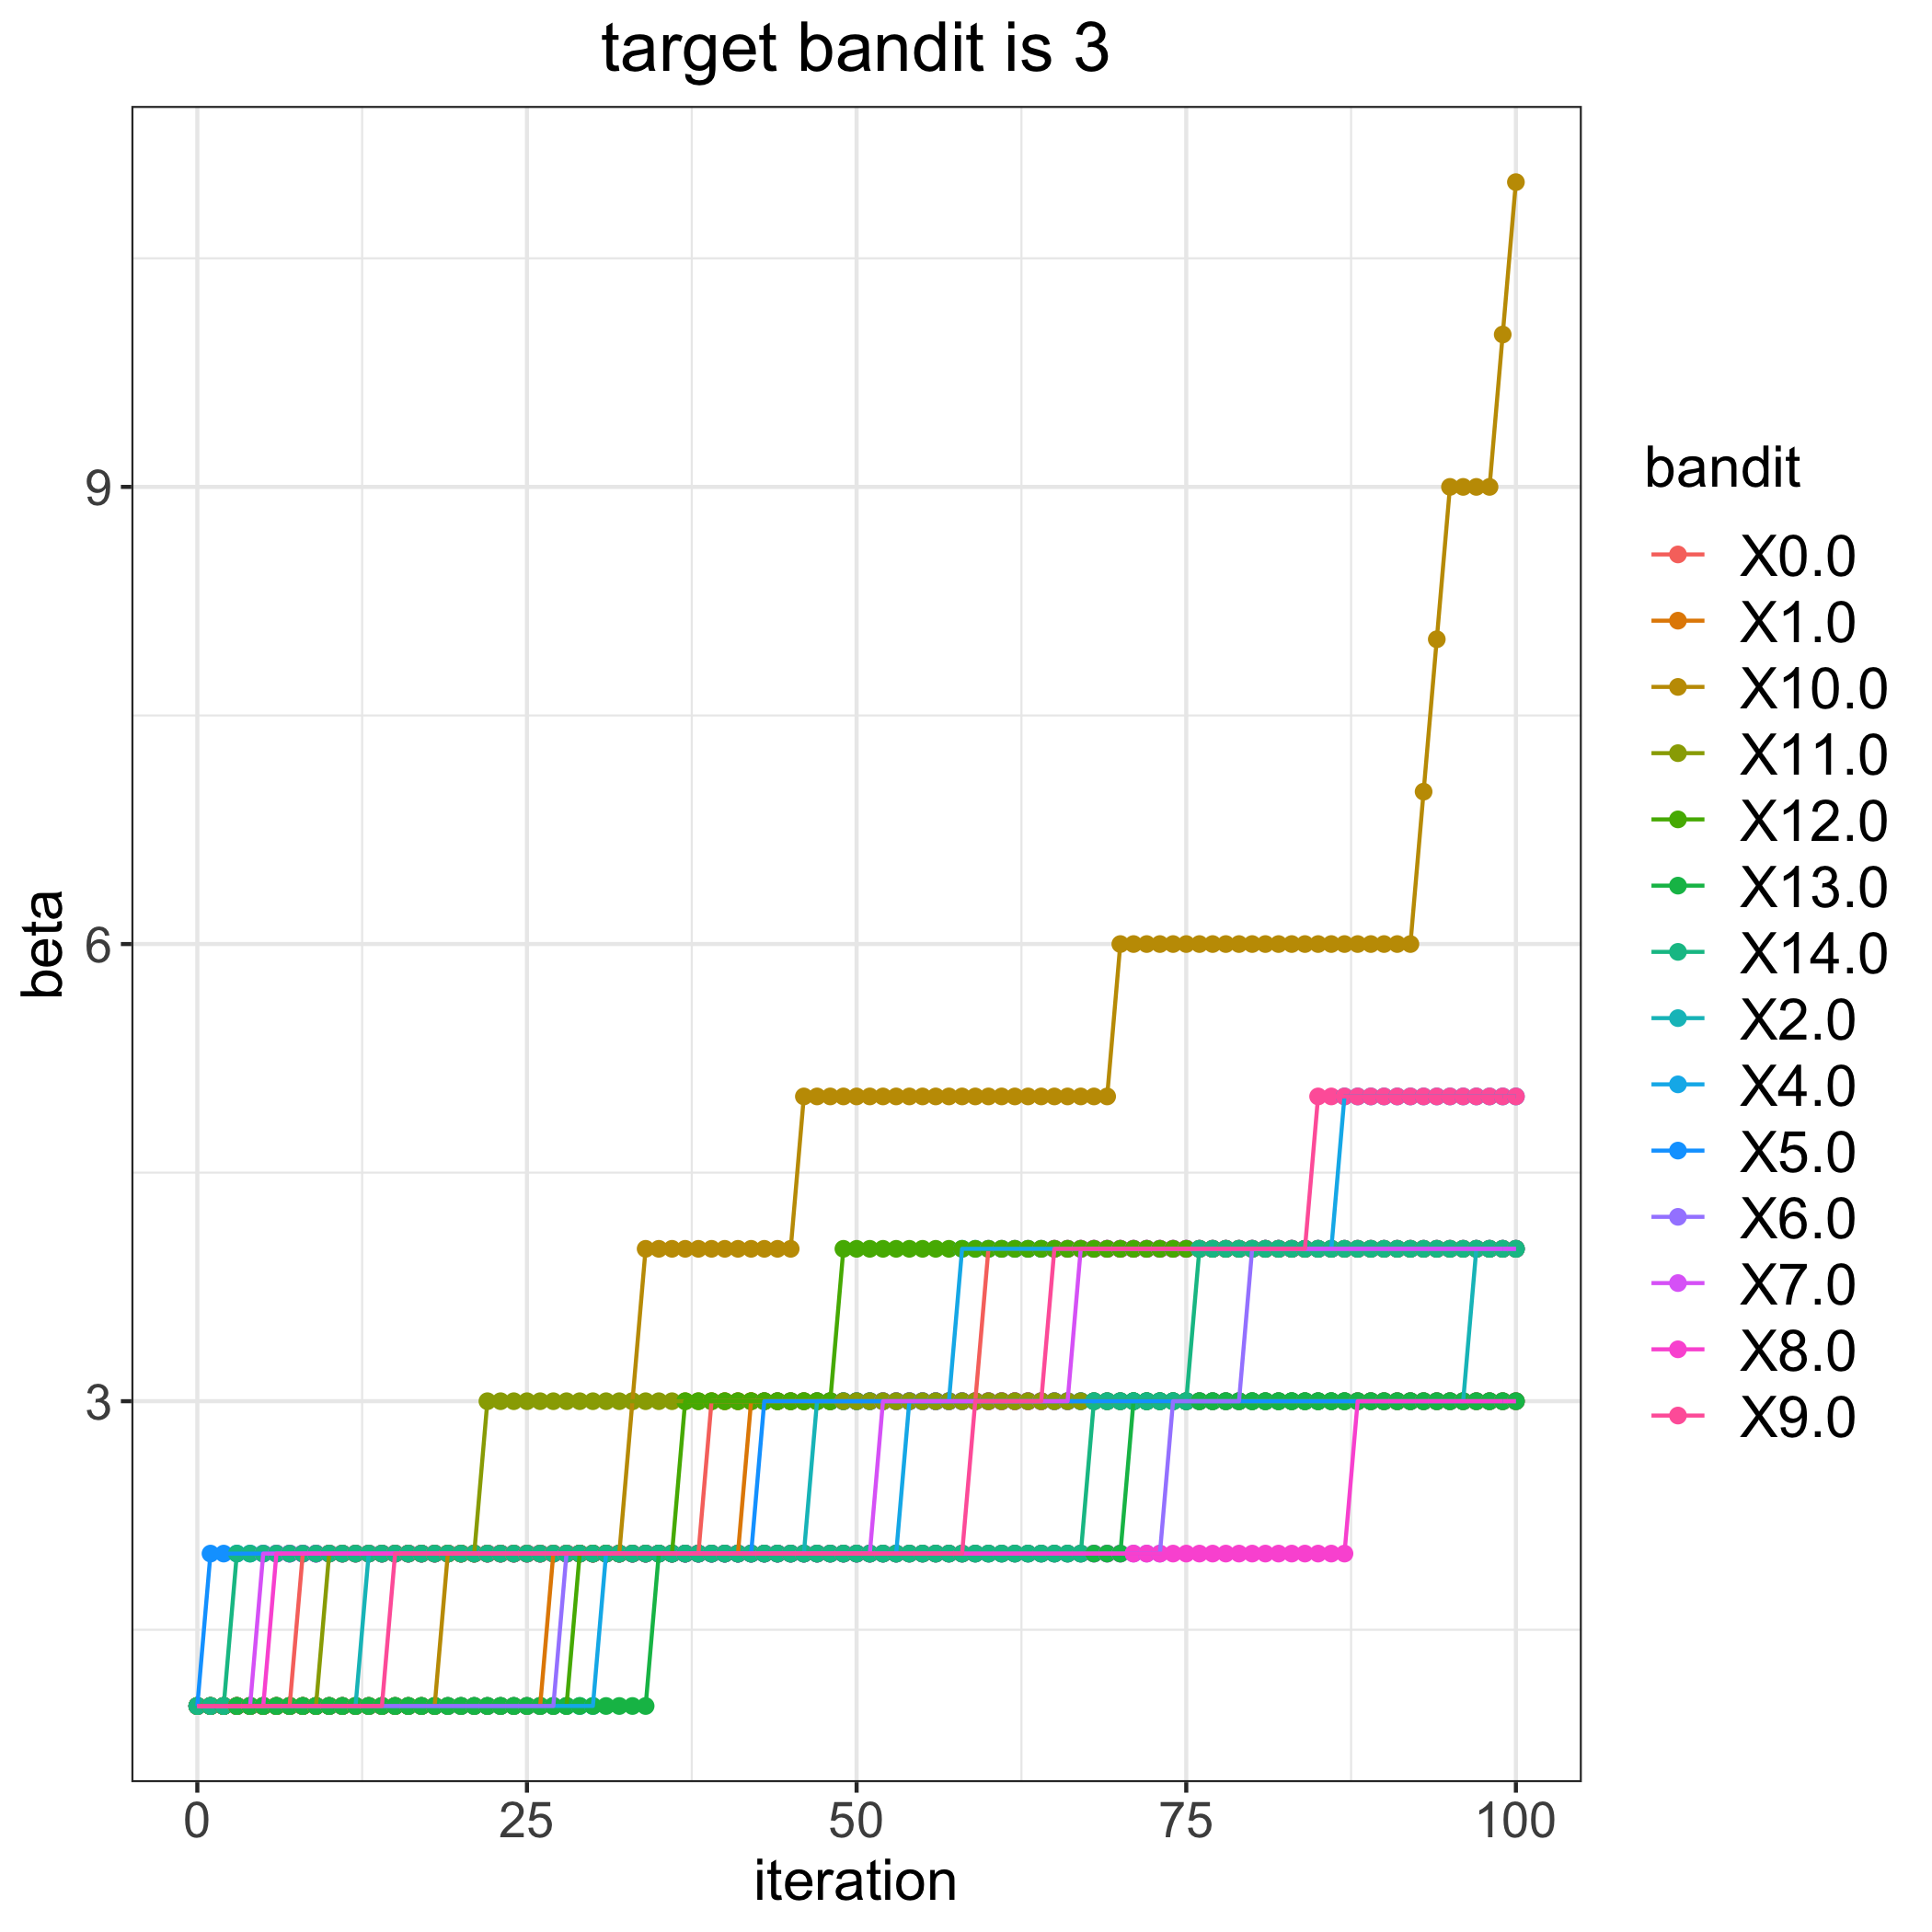 target bandit is 3
beta
9
6
3
0 25 50 75 100
iteration
bandit
X0.0
X1.0
X10.0
X11.0
X12.0
X13.0
X14.0
X2.0
X4.0
X5.0
X6.0
X7.0
X8.0
X9.0